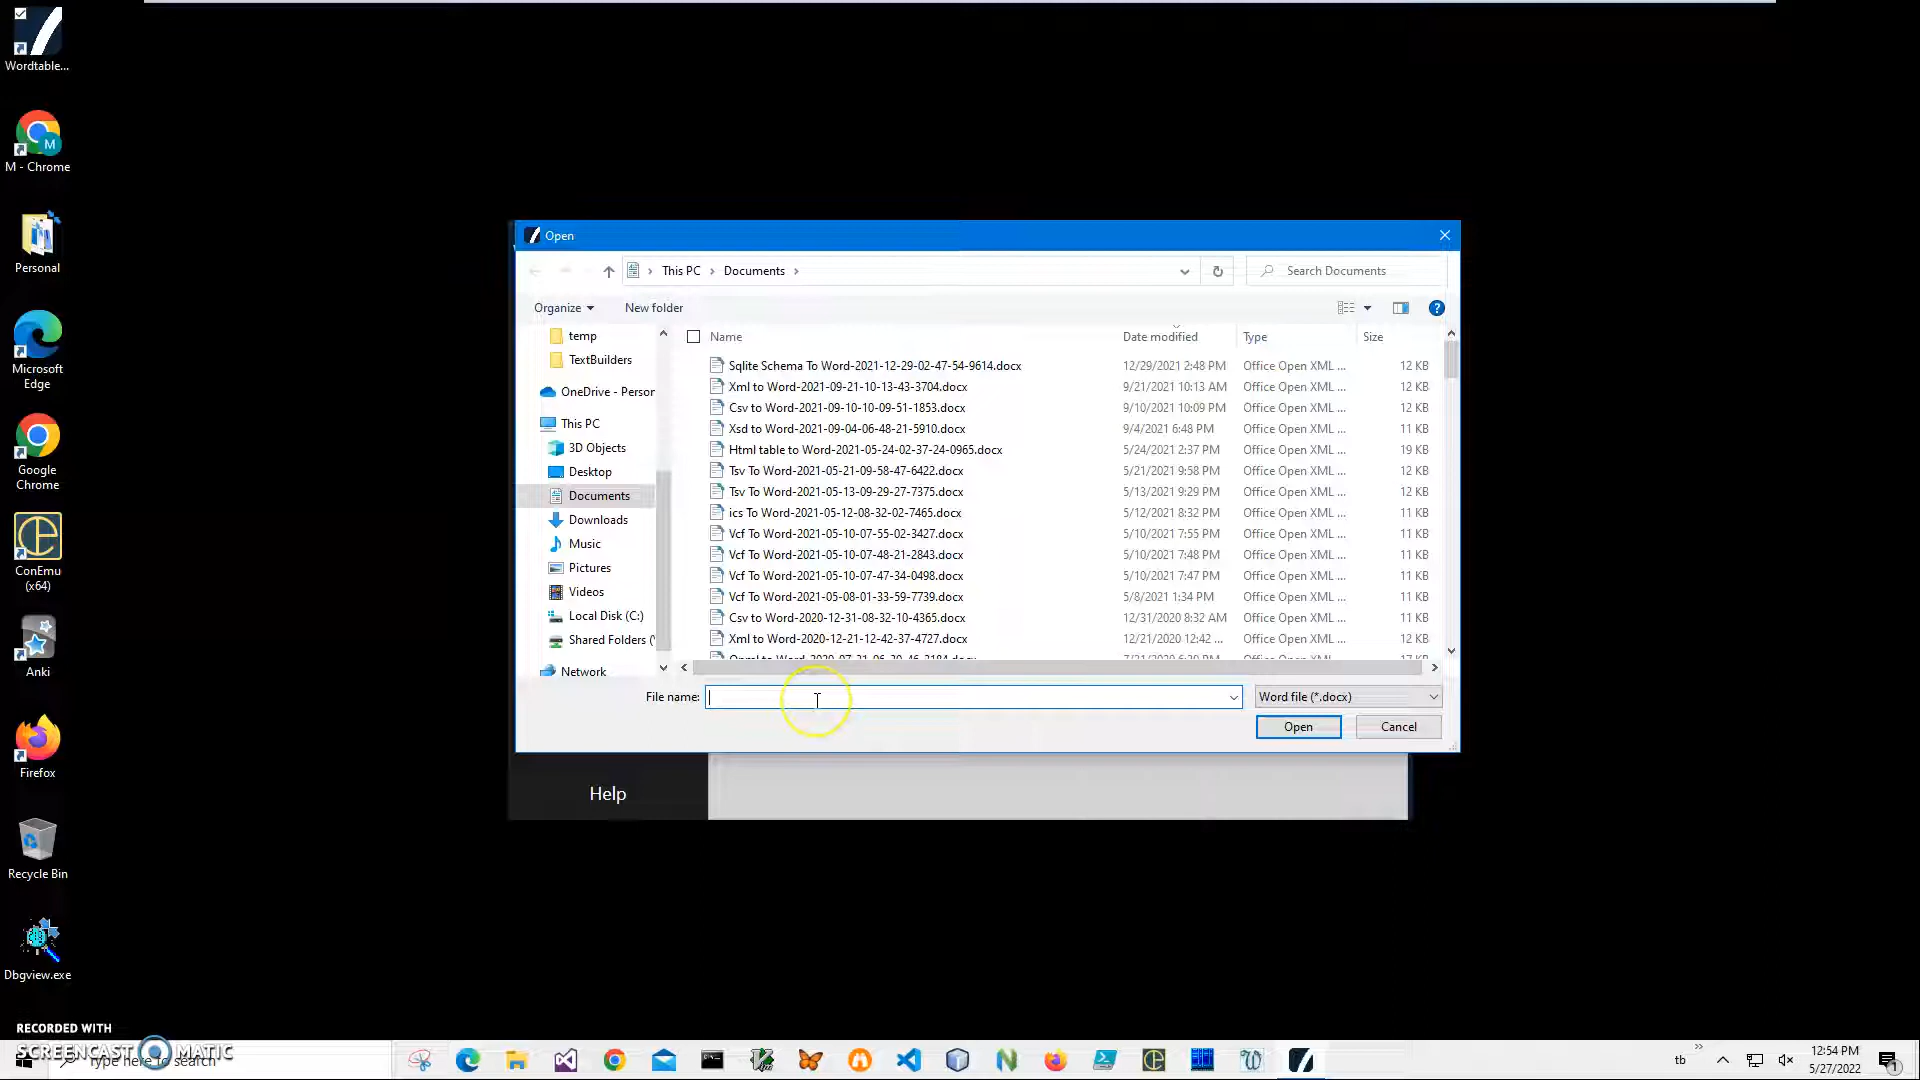 Wordtable...
M - Chrome
Personal
Microsoft
Edge
Google
Chrome
ConEmu
(x64)
Anki
Firefox
Recycle Bin
Dbgview.exe
Open
This PC
Documents
Search Documents
Organize
New folder
temp
TextBuilders
OneDrive - Person
This PC
3D Objects
Desktop
Documents
Downloads
Music
Pictures
Videos
Local Disk (C:)
Shared Folders (
Network
Name Date modified Type Size
Sqlite Schema To Word-2021-12-29-02-47-54-9614.docx 12/29/2021 2:48 PM Office Open XML ... 12 KB
Xml to Word-2021-09-21-10-13-43-3704.docx 9/21/2021 10:13 AM Office Open XML ... 12 KB
Csv to Word-2021-09-10-10-09-51-1853.docx 9/10/2021 10:09 PM Office Open XML ... 12 KB
Xsd to Word-2021-09-04-06-48-21-5910.docx 9/4/2021 6:48 PM Office Open XML ... 11 KB
Html table to Word-2021-05-24-02-37-24-0965.docx 5/24/2021 2:37 PM Office Open XML ... 19 KB
Tsv To Word-2021-05-21-09-58-47-6422.docx 5/21/2021 9:58 PM Office Open XML ... 12 KB
Tsv To Word-2021-05-13-09-29-27-7375.docx 5/13/2021 9:29 PM Office Open XML ... 12 KB
ics To Word-2021-05-12-08-32-02-7465.docx 5/12/2021 8:32 PM Office Open XML ... 11 KB
Vcf To Word-2021-05-10-07-55-02-3427.docx 5/10/2021 7:55 PM Office Open XML ... 11 KB
Vcf To Word-2021-05-10-07-48-21-2843.docx 5/10/2021 7:48 PM Office Open XML ... 11 KB
Vcf To Word-2021-05-10-07-47-34-0498.docx 5/10/2021 7:47 PM Office Open XML ... 11 KB
Vcf To Word-2021-05-08-01-33-59-7739.docx 5/8/2021 1:34 PM Office Open XML ... 11 KB
Csv to Word-2020-12-31-08-32-10-4365.docx 12/31/2020 8:32 AM Office Open XML ... 11 KB
Xml to Word-2020-12-21-12-42-37-4727.docx 12/21/2020 12:42 ... Office Open XML ... 12 KB
File name:
Word file (*.docx)
Open
Cancel
Help
RECORDED WITH
SCREENCAST MATIC
Type here to search
tb
12:54 PM
5/27/2022
1